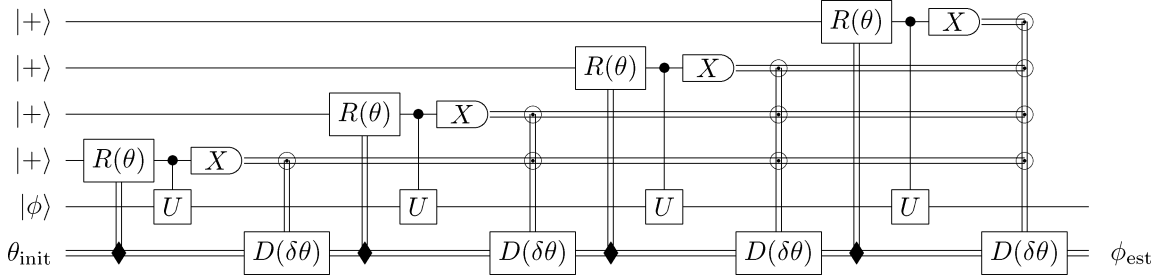 |+⟩ R(θ) X
|+⟩ R(θ) X
|+⟩ R(θ) X
|+⟩ R(θ) X
|ϕ⟩ U U U U
θ_init D(δθ) D(δθ) D(δθ) D(δθ) ϕ_est